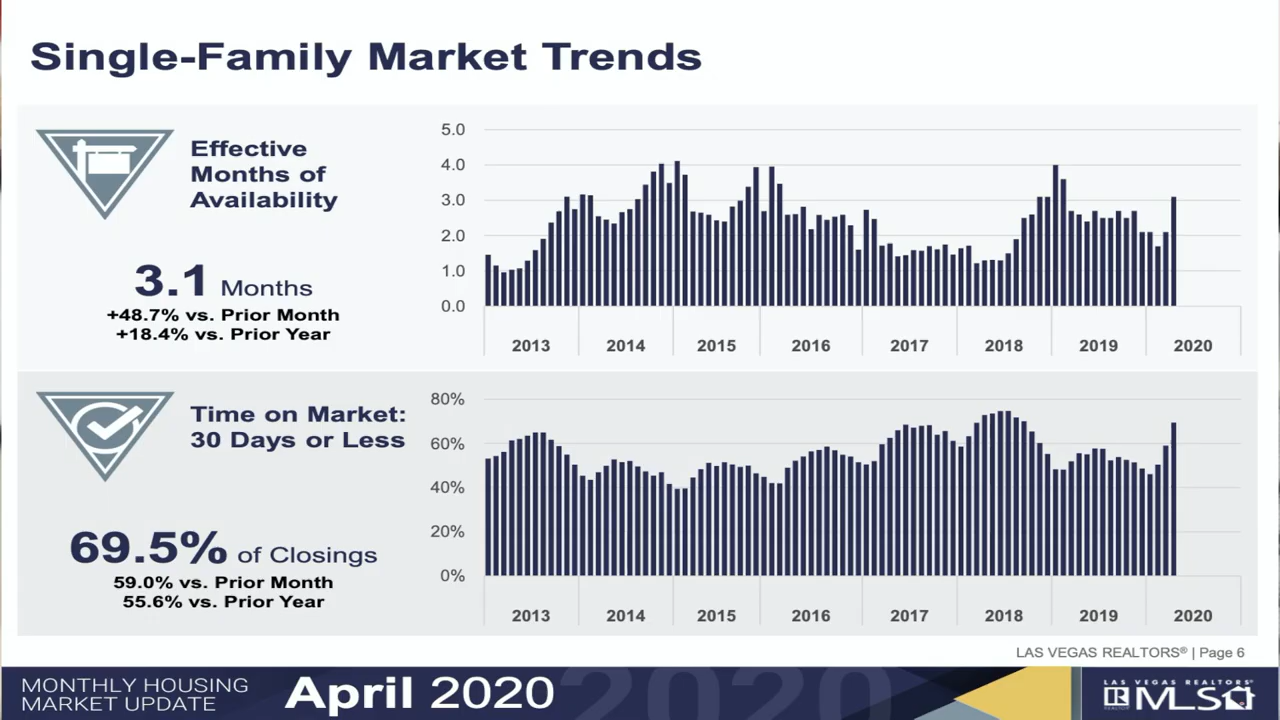 Single-Family Market Trends
Effective
Months of
Availability
3.1 Months
+48.7% vs. Prior Month
+18.4% vs. Prior Year
5.0
4.0
3.0
2.0
1.0
0.0
2013 2014 2015 2016 2017 2018 2019 2020
Time on Market:
30 Days or Less
69.5% of Closings
59.0% vs. Prior Month
55.6% vs. Prior Year
80%
60%
40%
20%
0%
2013 2014 2015 2016 2017 2018 2019 2020
LAS VEGAS REALTORS® | Page 6
2020
MONTHLY HOUSING
MARKET UPDATE
April 2020
LAS VEGAS REALTORS®
REALTOR®
MLS